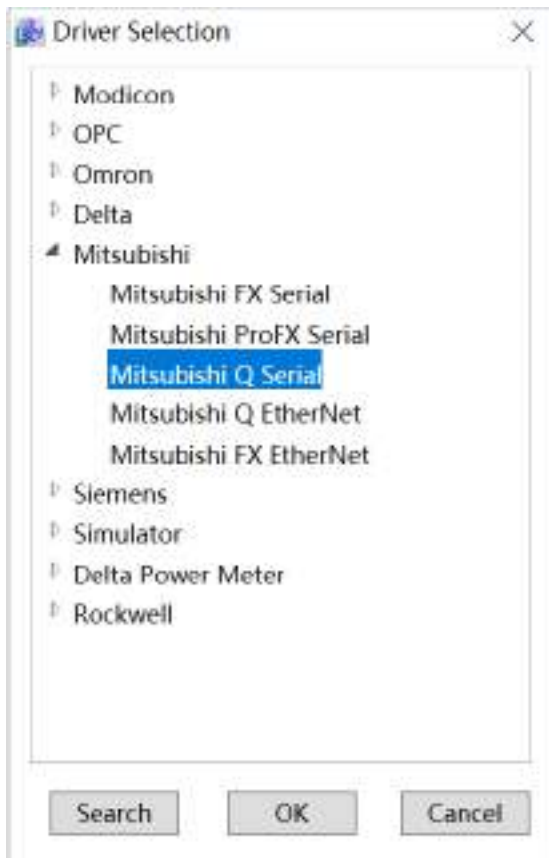 Driver Selection
Modicon
OPC
Omron
Delta
Mitsubishi
Mitsubishi FX Serial
Mitsubishi ProFX Serial
Mitsubishi Q Serial
Mitsubishi Q EtherNet
Mitsubishi FX EtherNet
Siemens
Simulator
Delta Power Meter
Rockwell
Search OK Cancel